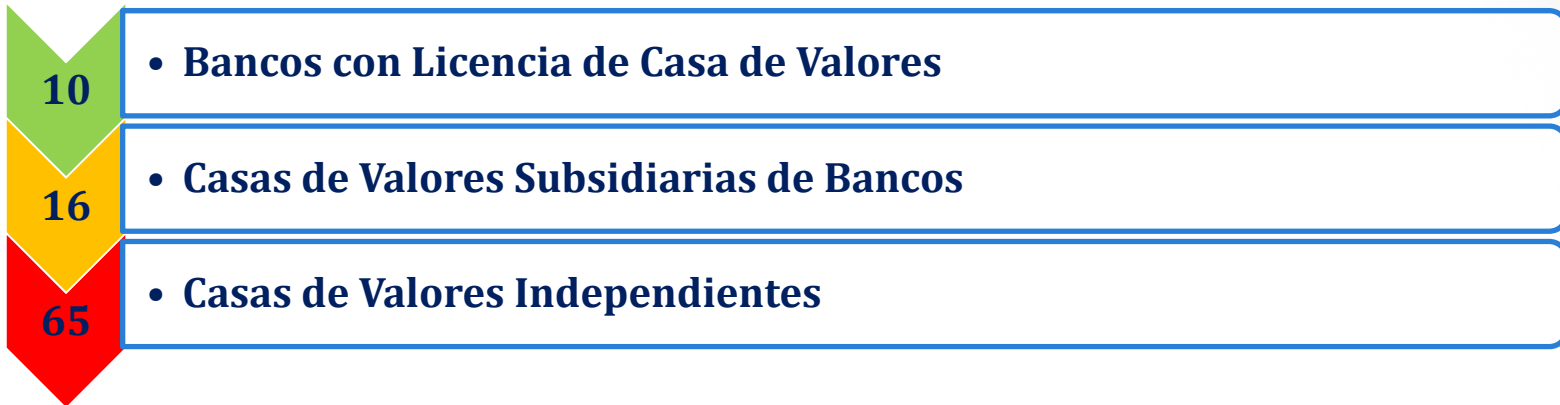 10
• Bancos con Licencia de Casa de Valores
16
• Casas de Valores Subsidiarias de Bancos
65
• Casas de Valores Independientes